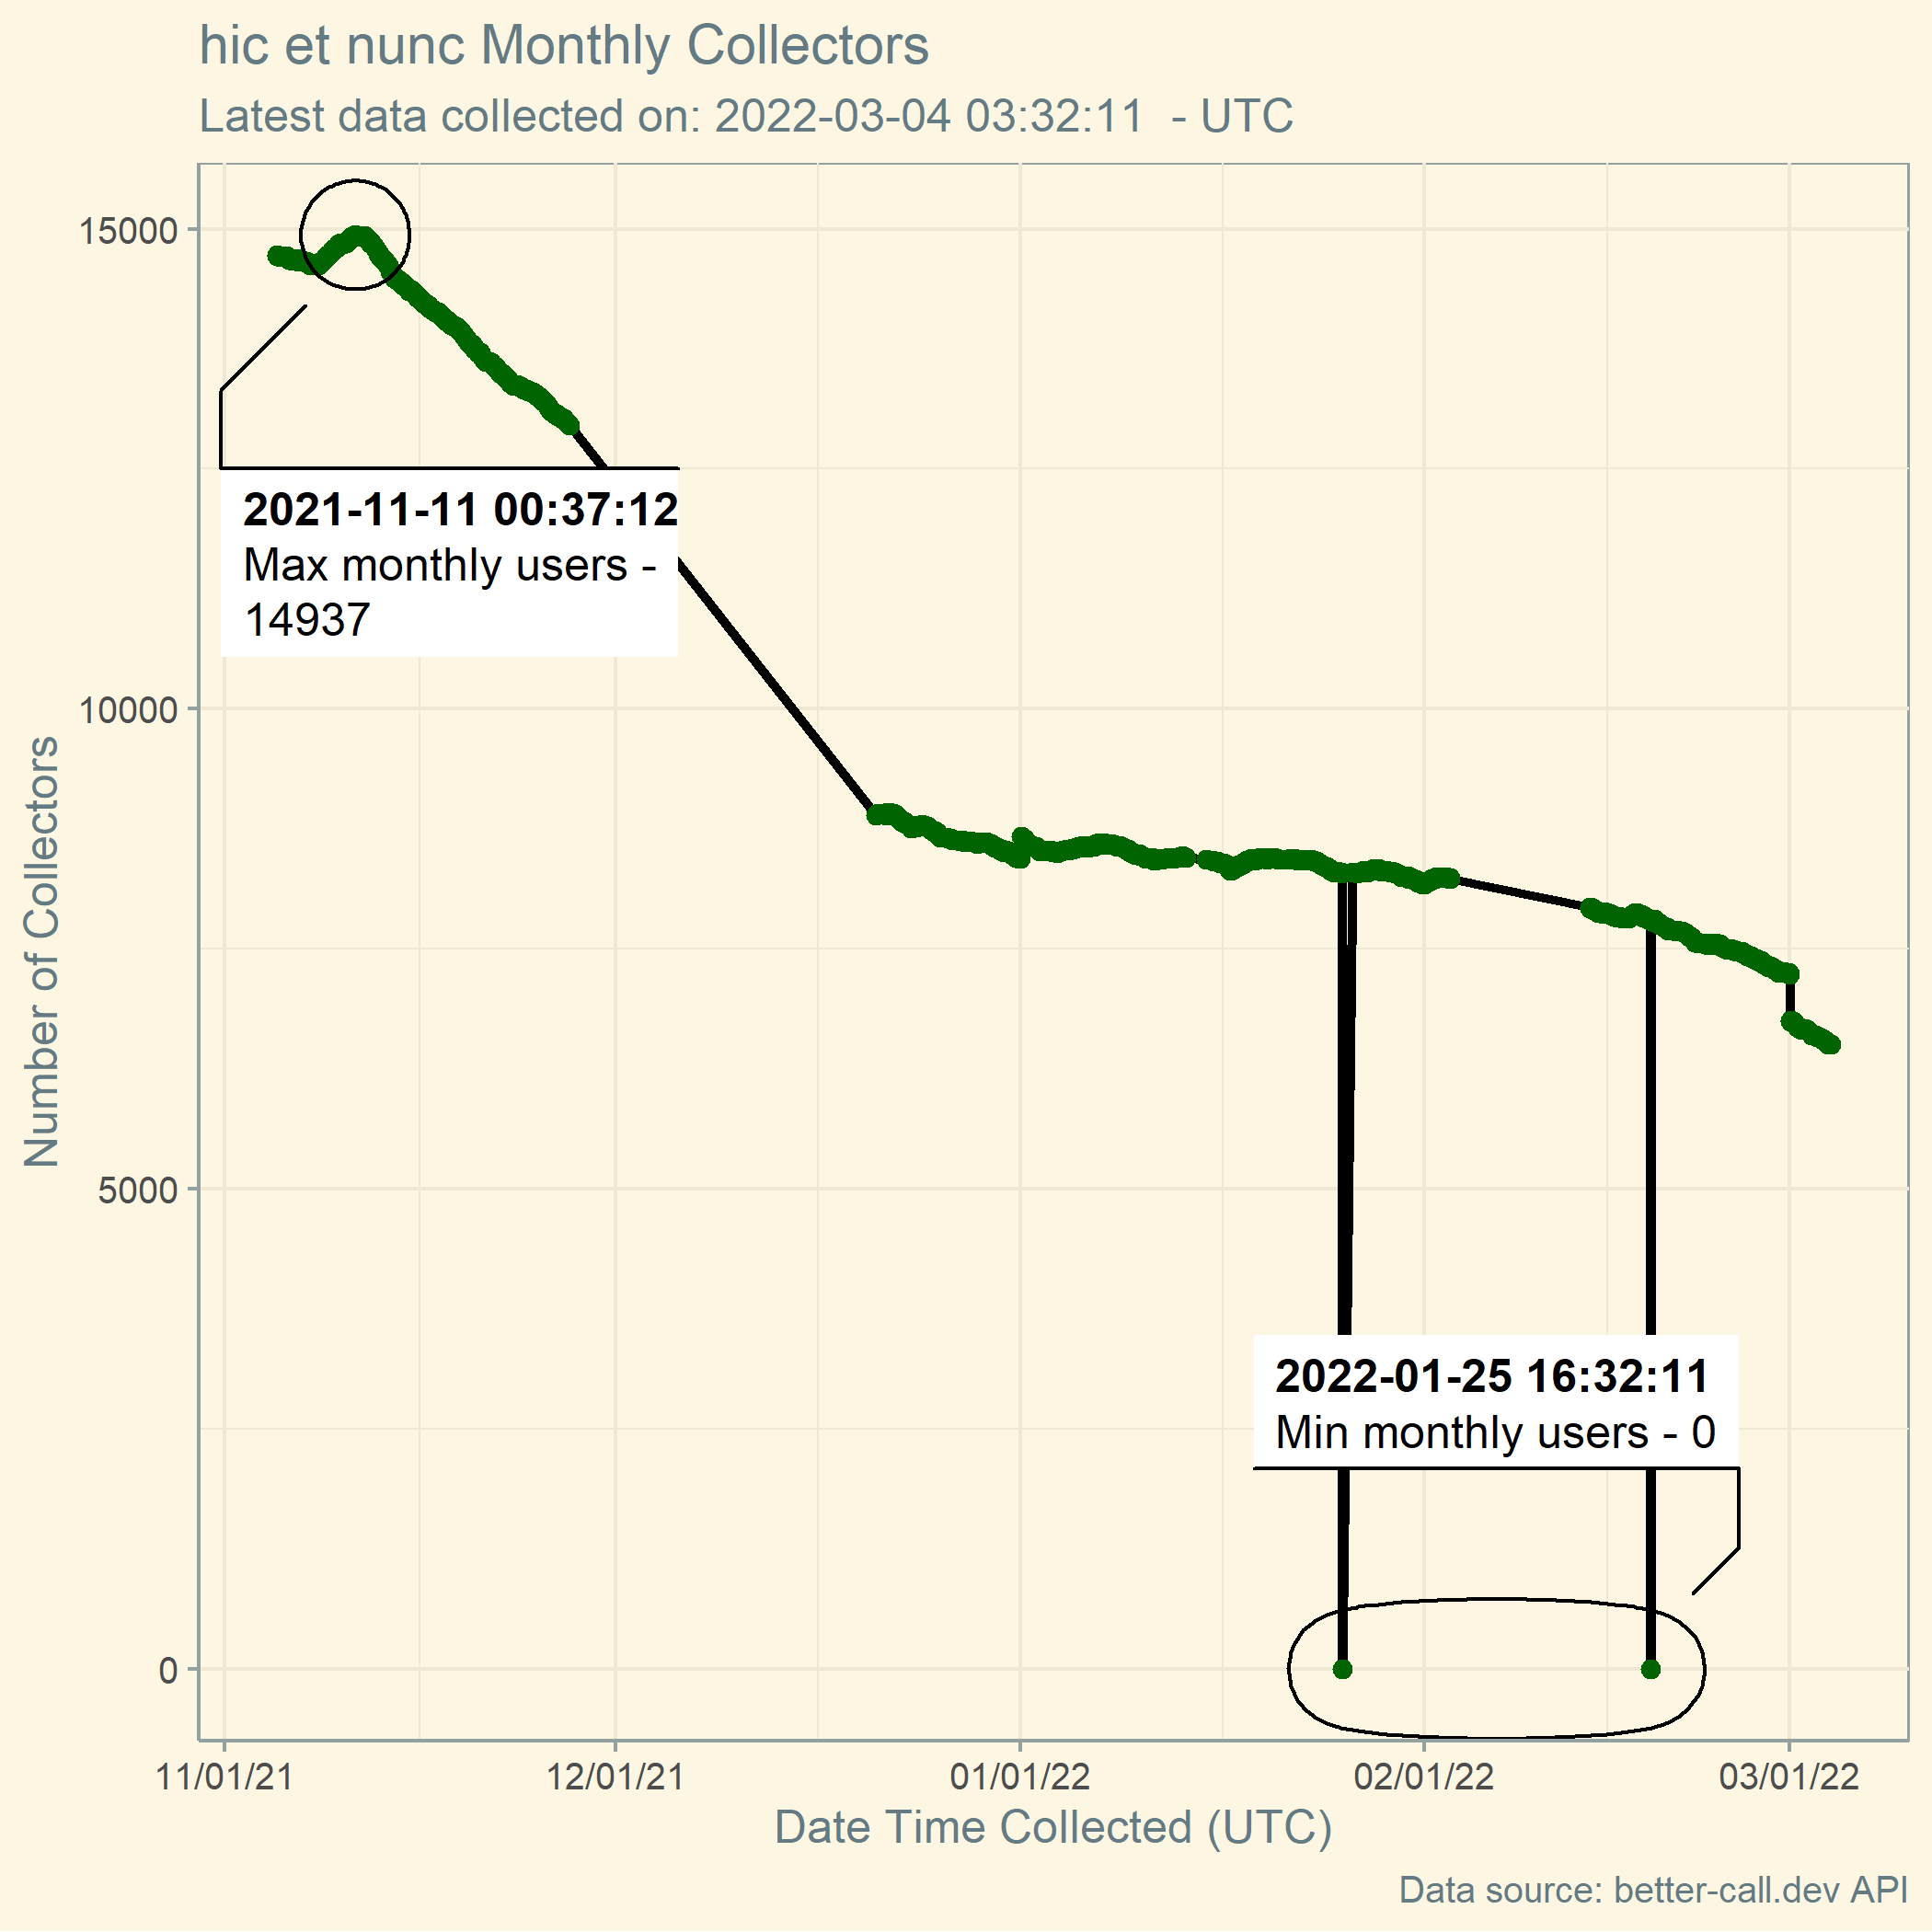 hic et nunc Monthly Collectors
Latest data collected on: 2022-03-04 03:32:11  - UTC
15000
10000
5000
0
Number of Collectors
2021-11-11 00:37:12
Max monthly users -
14937
2022-01-25 16:32:11
Min monthly users - 0
11/01/21
12/01/21
01/01/22
02/01/22
03/01/22
Date Time Collected (UTC)
Data source: better-call.dev API